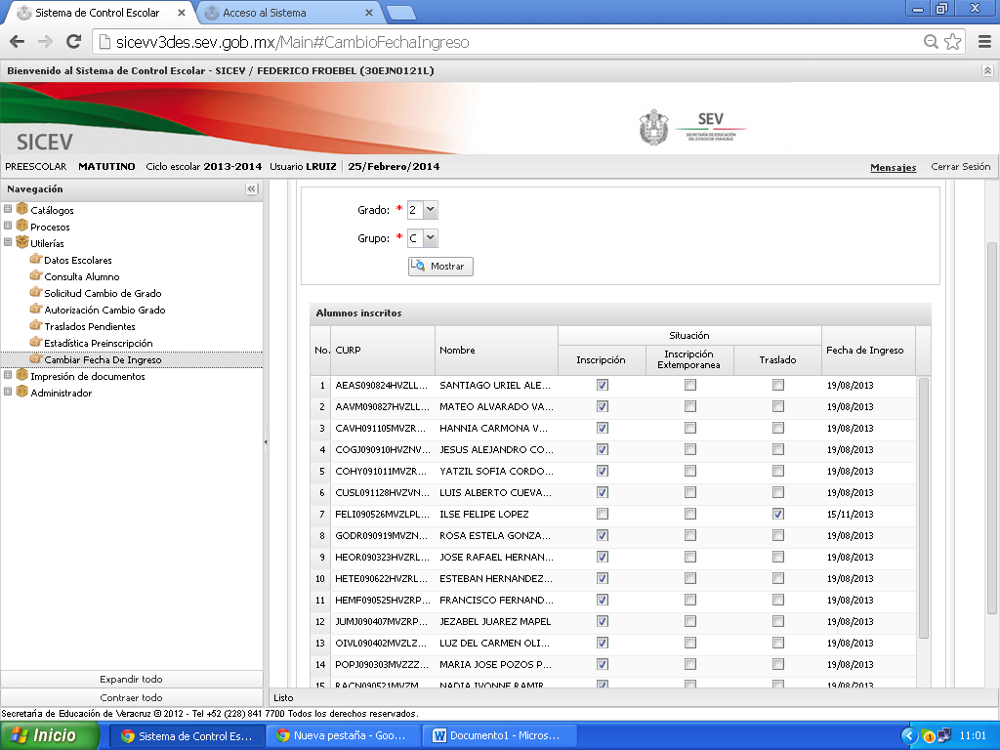 Sistema de Control Escolar
Acceso al Sistema
sicevv3des.sev.gob.mx/Main#CambioFechaIngreso
Bienvenido al Sistema de Control Escolar - SICEV / FEDERICO FROEBEL (30EJN0121L)
SICEV
SEV
SECRETARÍA DE EDUCACIÓN
DEL ESTADO DE VERACRUZ
PREESCOLAR MATUTINO Ciclo escolar 2013-2014 Usuario LRUIZ 25/Febrero/2014 Mensajes Cerrar Sesión
Navegación
Catálogos
Procesos
Utilerías
Datos Escolares
Consulta Alumno
Solicitud Cambio de Grado
Autorización Cambio Grado
Traslados Pendientes
Estadística Preinscripción
Cambiar Fecha De Ingreso
Impresión de documentos
Administrador
Expandir todo
Contraer todo
Grado: * 2
Grupo: * C
Mostrar
Alumnos inscritos
No. CURP Nombre Situación Fecha de Ingreso
Inscripción Inscripción Extemporanea Traslado
1 AEAS090824HVZLL... SANTIAGO URIEL ALE... 19/08/2013
2 AAVM090827HVZLL... MATEO ALVARADO VA... 19/08/2013
3 CAVH091105MVZR... HANNIA CARMONA V... 19/08/2013
4 COGJ090910HVZNV... JESUS ALEJANDRO CO... 19/08/2013
5 COHY091011MVZR... YATZIL SOFIA CORDO... 19/08/2013
6 CUSL091128HVZVN... LUIS ALBERTO CUEVA... 19/08/2013
7 FELI090526MVZLPL... ILSE FELIPE LOPEZ 15/11/2013
8 GODR090919MVZN... ROSA ESTELA GONZA... 19/08/2013
9 HEOR090323HVZRL... JOSE RAFAEL HERNAN... 19/08/2013
10 HETE090622HVZRL... ESTEBAN HERNANDEZ... 19/08/2013
11 HEMF090525HVZRP... FRANCISCO FERNAND... 19/08/2013
12 JUMJ090407MVZRP... JEZABEL JUAREZ MAPEL 19/08/2013
13 OIVL090402MVZLZ... LUZ DEL CARMEN OLI... 19/08/2013
14 POPJ090303MVZZZ... MARIA JOSE POZOS P... 19/08/2013
15 RACN090521MVZM... NADIA IVONNE RAMIR... 19/08/2013
Listo
Secretaría de Educación de Veracruz © 2012 - Tel +52 (228) 841 7700 Todos los derechos reservados.
Inicio
Sistema de Control Es...
Nueva pestaña - Goo...
Documento1 - Micros...
11:01